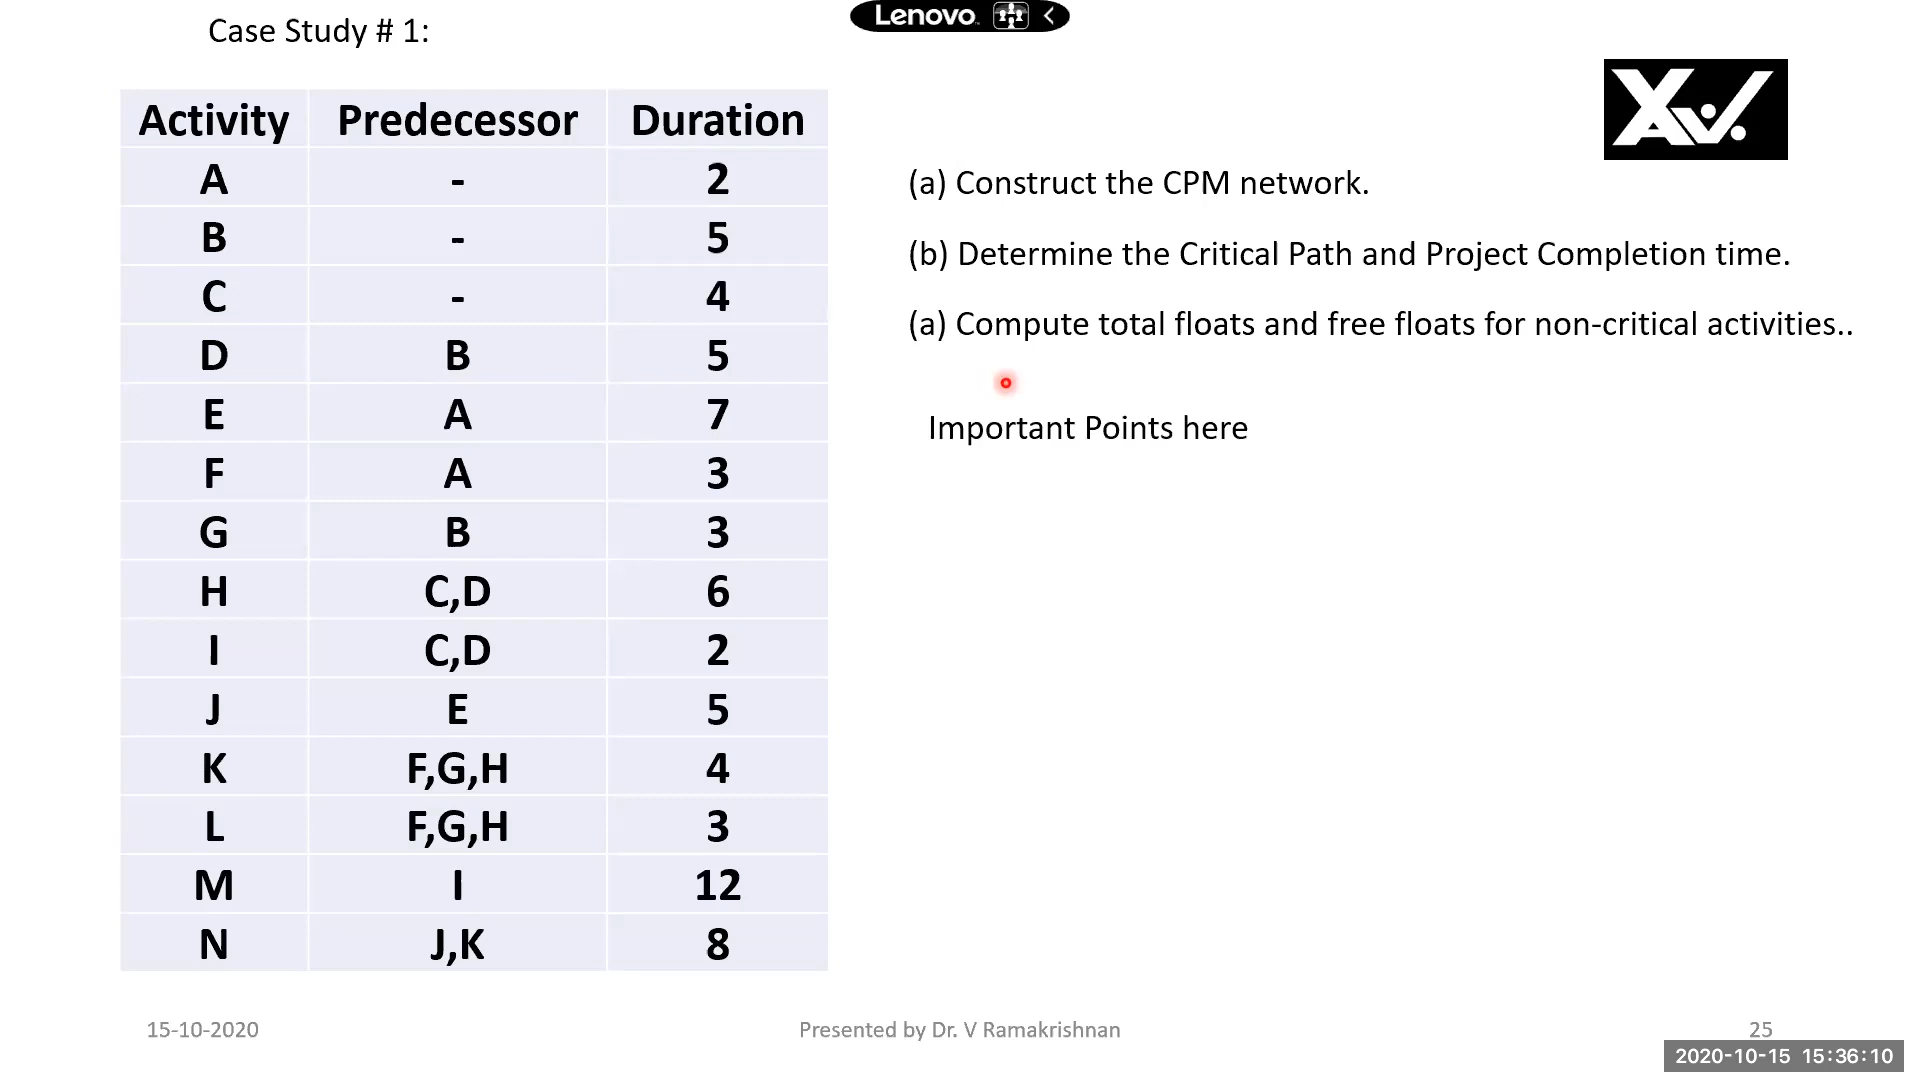 Case Study # 1:
Lenovo
XAVI
Activity Predecessor Duration
A - 2
B - 5
C - 4
D B 5
E A 7
F A 3
G B 3
H C,D 6
I C,D 2
J E 5
K F,G,H 4
L F,G,H 3
M I 12
N J,K 8
(a) Construct the CPM network.
(b) Determine the Critical Path and Project Completion time.
(a) Compute total floats and free floats for non-critical activities..
Important Points here
15-10-2020
Presented by Dr. V Ramakrishnan
25
2020-10-15 15:36:10